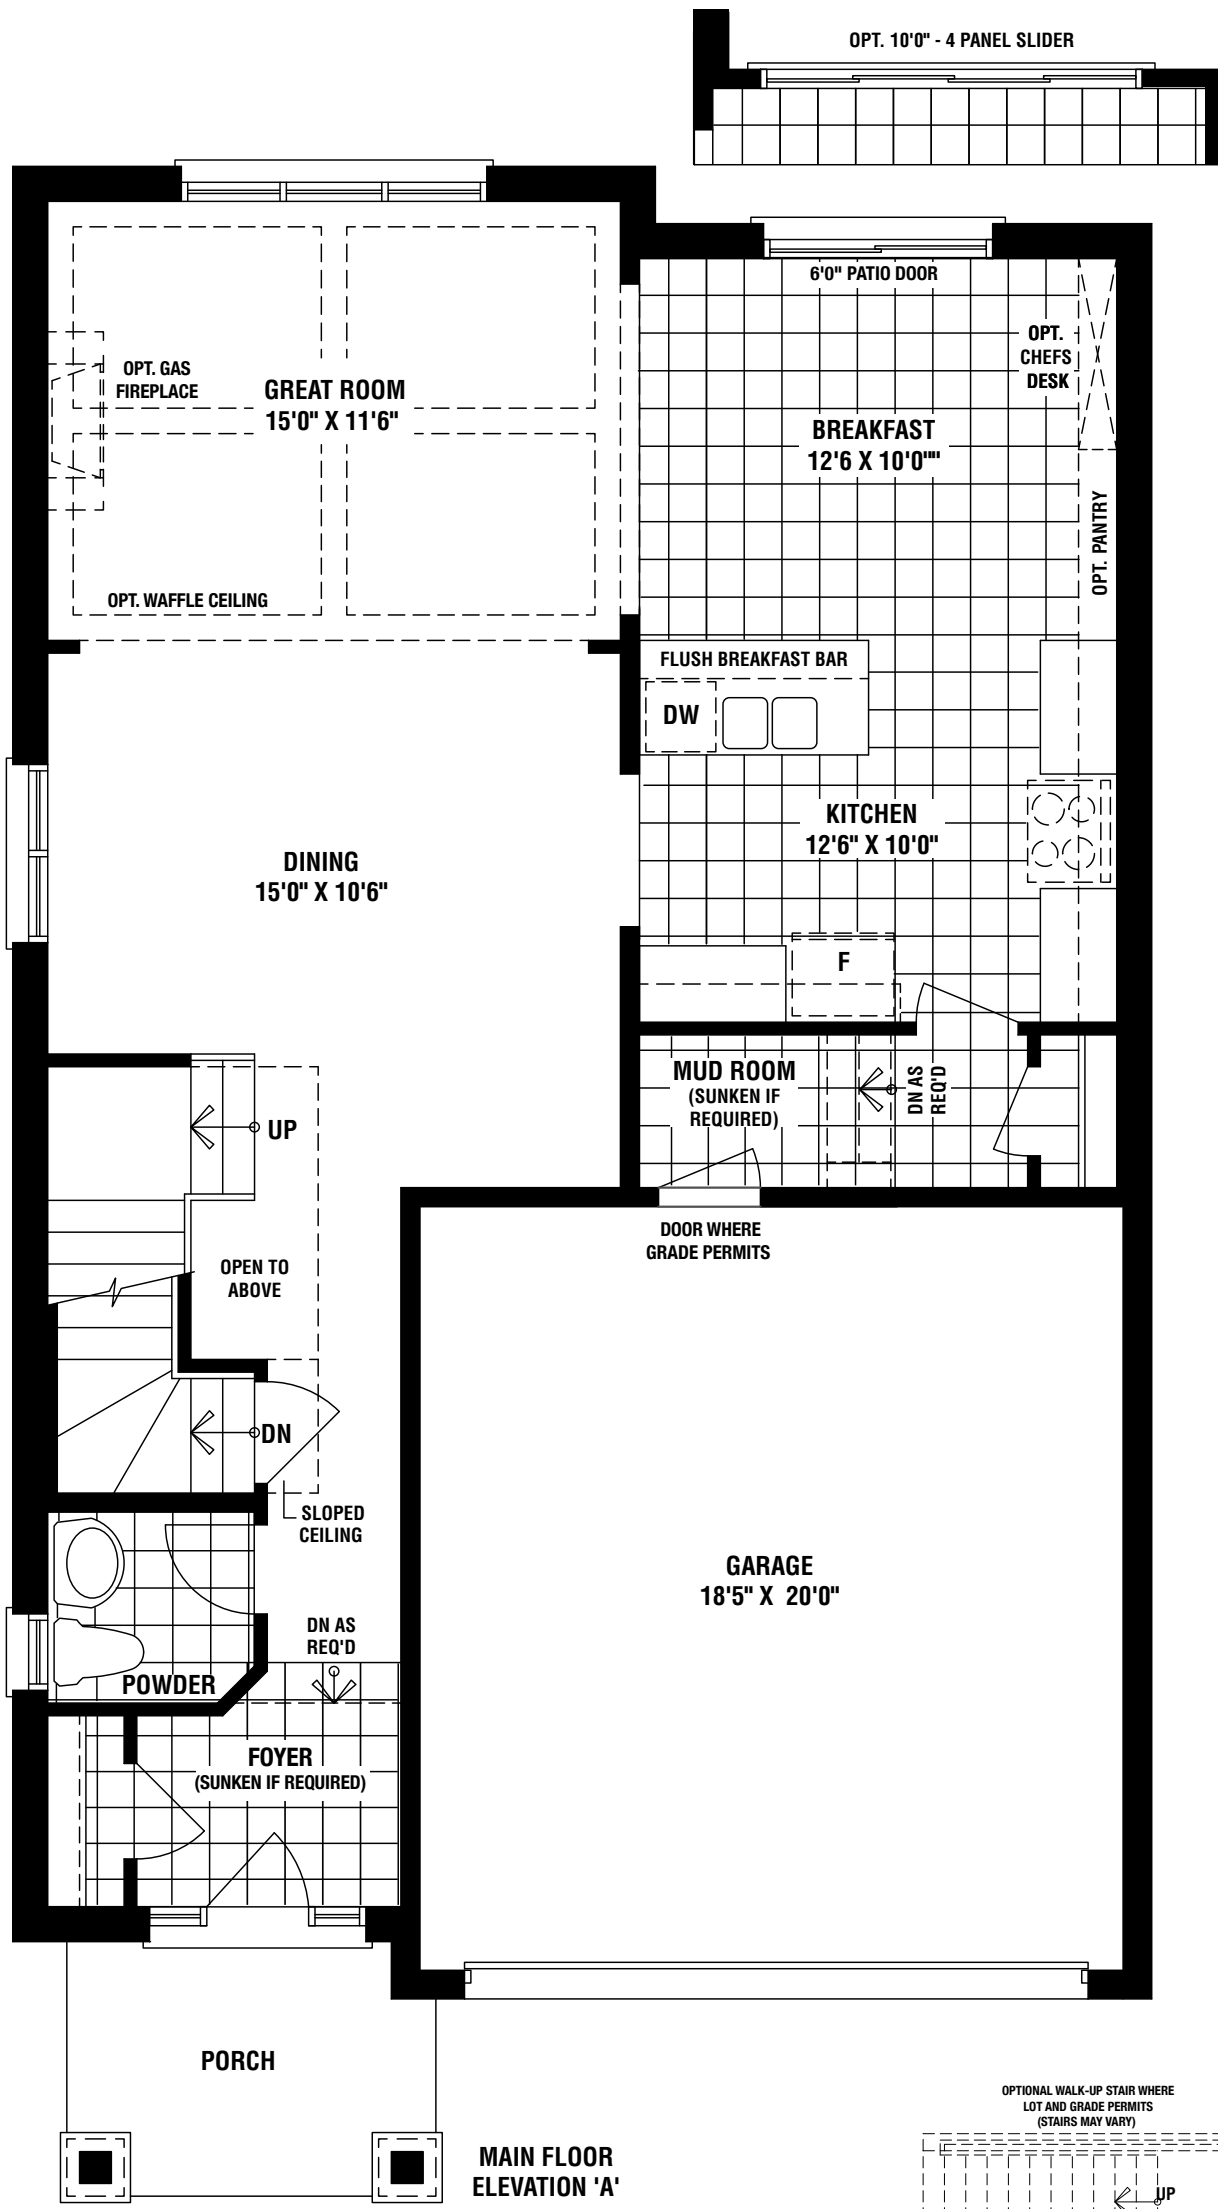 OPT. 10'0" - 4 PANEL SLIDER
6'0" PATIO DOOR
OPT.
CHEFS
DESK
OPT. GAS
FIREPLACE
GREAT ROOM
15'0" X 11'6"
BREAKFAST
12'6 X 10'0""
OPT. PANTRY
OPT. WAFFLE CEILING
FLUSH BREAKFAST BAR
DW
KITCHEN
12'6" X 10'0"
DINING
15'0" X 10'6"
F
MUD ROOM
(SUNKEN IF
REQUIRED)
DN AS
REQ'D
UP
DOOR WHERE
GRADE PERMITS
OPEN TO
ABOVE
DN
SLOPED
CEILING
GARAGE
18'5" X 20'0"
DN AS
REQ'D
POWDER
FOYER
(SUNKEN IF REQUIRED)
PORCH
OPTIONAL WALK-UP STAIR WHERE
LOT AND GRADE PERMITS
(STAIRS MAY VARY)
MAIN FLOOR
ELEVATION 'A'
UP